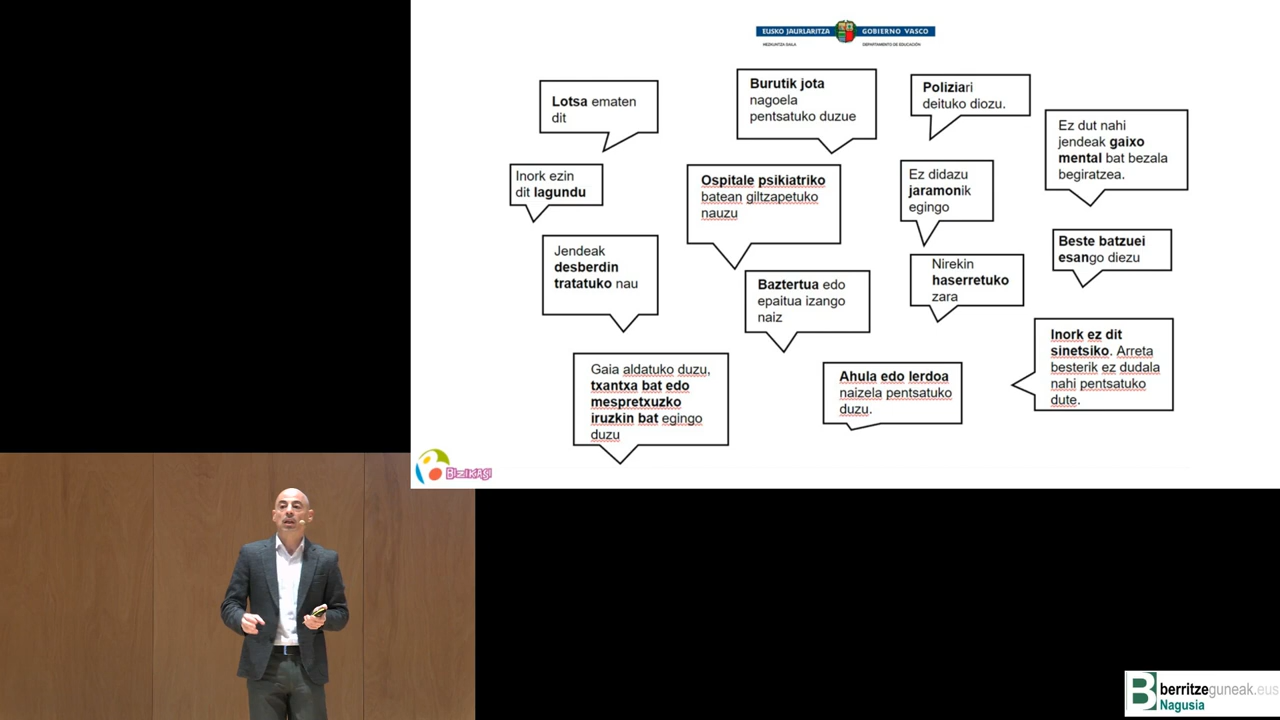 EUSKO JAURLARITZA
GOBIERNO VASCO
HEZKUNTZA SAILA
DEPARTAMENTO DE EDUCACIÓN
Lotsa ematen
dit
Burutik jota
nagoela
pentsatuko duzue
Poliziari
deituko diozu.
Ez dut nahi
jendeak gaixo
mental bat bezala
begiratzea.
Inork ezin
dit lagundu
Ospitale psikiatriko
batean giltzapetuko
nauzu
Ez didazu
jaramonik
egingo
Jendeak
desberdin
tratatuko nau
Baztertua edo
epaitua izango
naiz
Nirekin
haserretuko
zara
Beste batzuei
esango diezu
Gaia aldatuko duzu,
txantxa bat edo
mespretxuzko
iruzkin bat egingo
duzu
Ahula edo lerdoa
naizela pentsatuko
duzu.
Inork ez dit
sinetsiko. Arreta
besterik ez dudala
nahi pentsatuko
dute.
BIZIKASI
berritzeguneak.eus
Nagusia